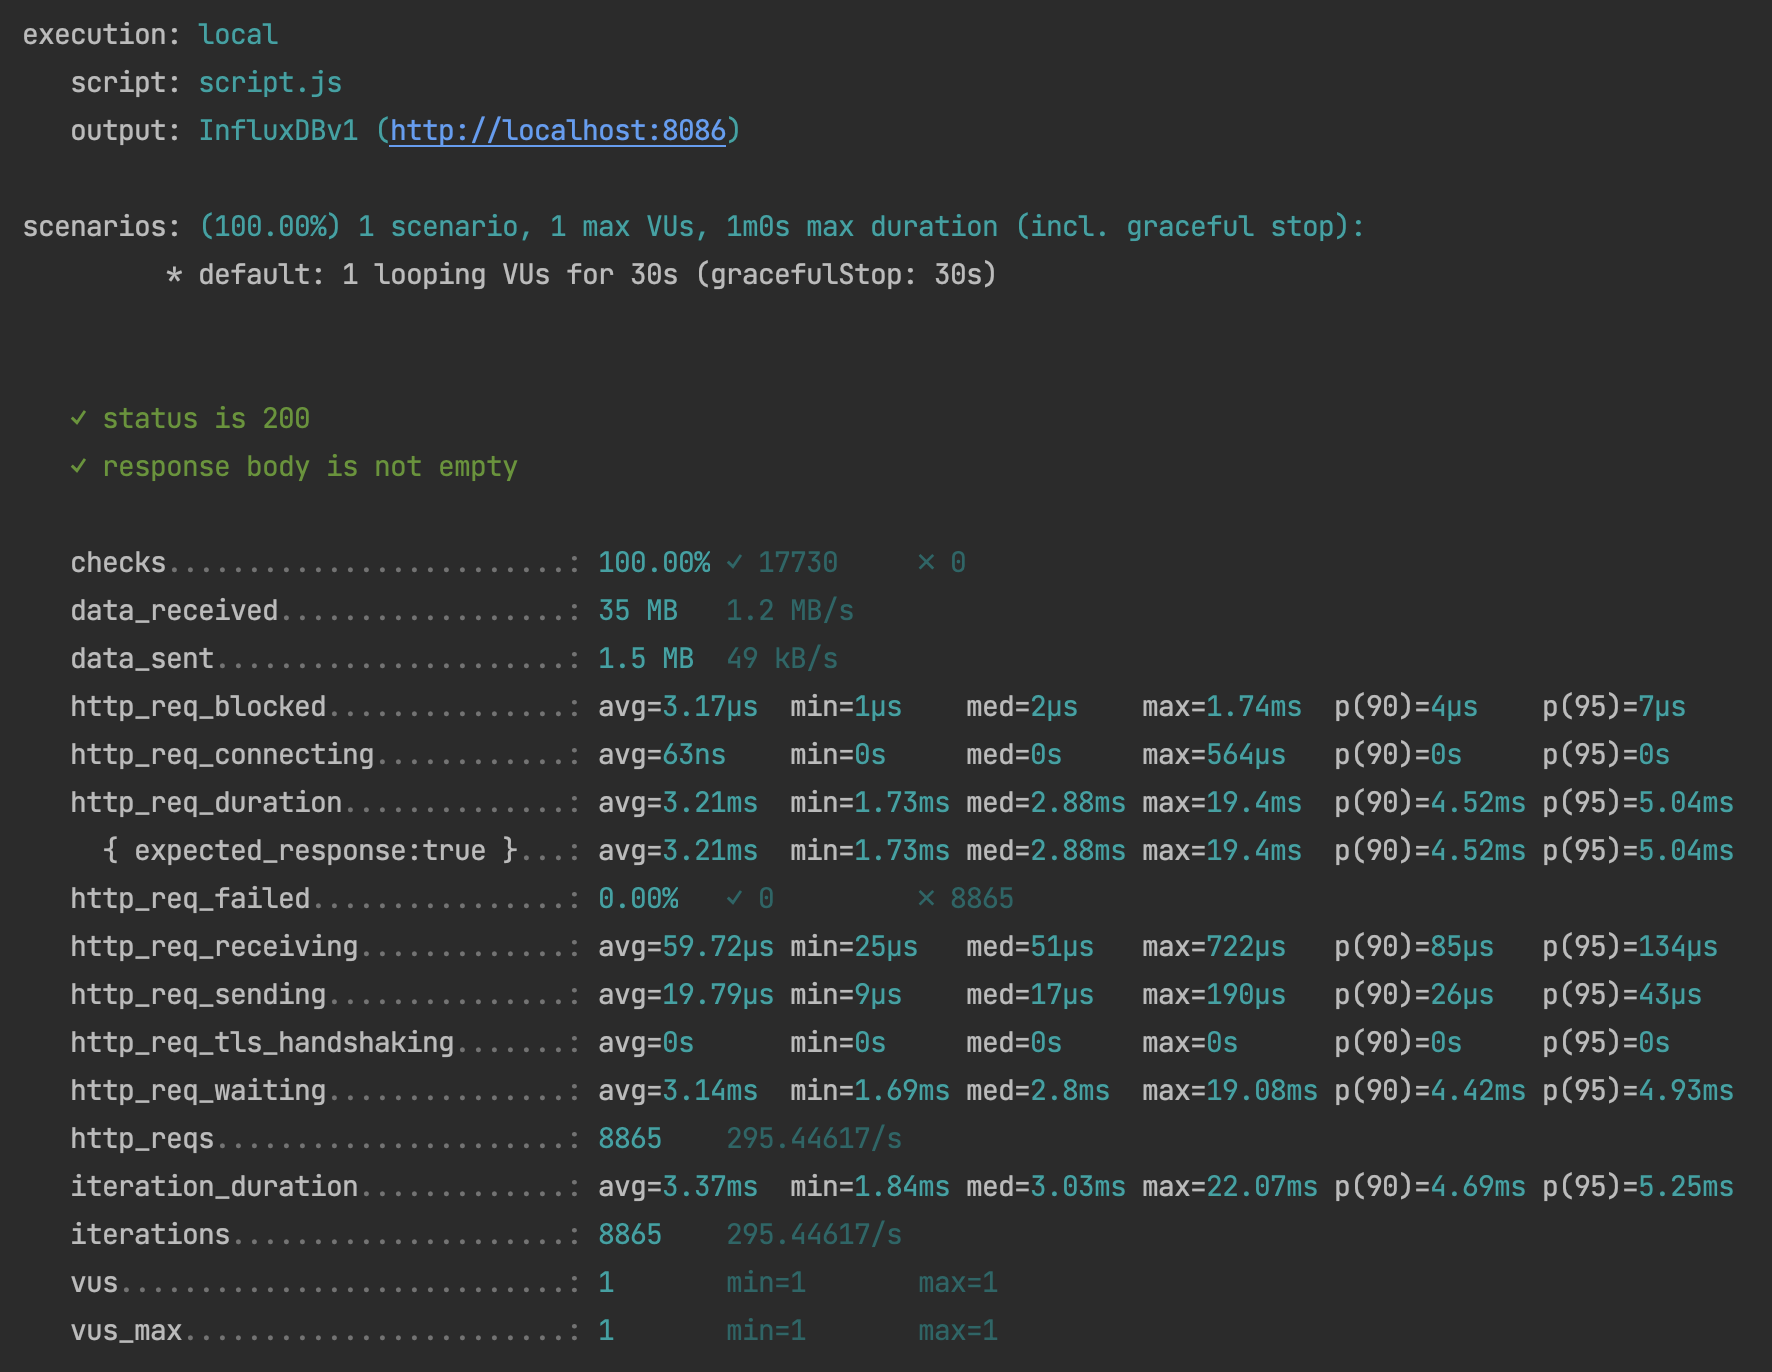 execution: local
script: script.js
output: InfluxDBv1 (http://localhost:8086)
scenarios: (100.00%) 1 scenario, 1 max VUs, 1m0s max duration (incl. graceful stop):
* default: 1 looping VUs for 30s (gracefulStop: 30s)
✓ status is 200
✓ response body is not empty
checks.........................: 100.00% ✓ 17730     ✗ 0
data_received..................: 35 MB   1.2 MB/s
data_sent......................: 1.5 MB  49 kB/s
http_req_blocked...............: avg=3.17µs  min=1µs    med=2µs    max=1.74ms  p(90)=4µs    p(95)=7µs
http_req_connecting............: avg=63ns    min=0s     med=0s     max=564µs   p(90)=0s     p(95)=0s
http_req_duration..............: avg=3.21ms  min=1.73ms med=2.88ms max=19.4ms  p(90)=4.52ms p(95)=5.04ms
{ expected_response:true }...: avg=3.21ms  min=1.73ms med=2.88ms max=19.4ms  p(90)=4.52ms p(95)=5.04ms
http_req_failed................: 0.00%   ✓ 0         ✗ 8865
http_req_receiving.............: avg=59.72µs min=25µs   med=51µs   max=722µs   p(90)=85µs   p(95)=134µs
http_req_sending...............: avg=19.79µs min=9µs    med=17µs   max=190µs   p(90)=26µs   p(95)=43µs
http_req_tls_handshaking.......: avg=0s      min=0s     med=0s     max=0s      p(90)=0s     p(95)=0s
http_req_waiting...............: avg=3.14ms  min=1.69ms med=2.8ms  max=19.08ms p(90)=4.42ms p(95)=4.93ms
http_reqs......................: 8865    295.44617/s
iteration_duration.............: avg=3.37ms  min=1.84ms med=3.03ms max=22.07ms p(90)=4.69ms p(95)=5.25ms
iterations.....................: 8865    295.44617/s
vus............................: 1       min=1       max=1
vus_max........................: 1       min=1       max=1